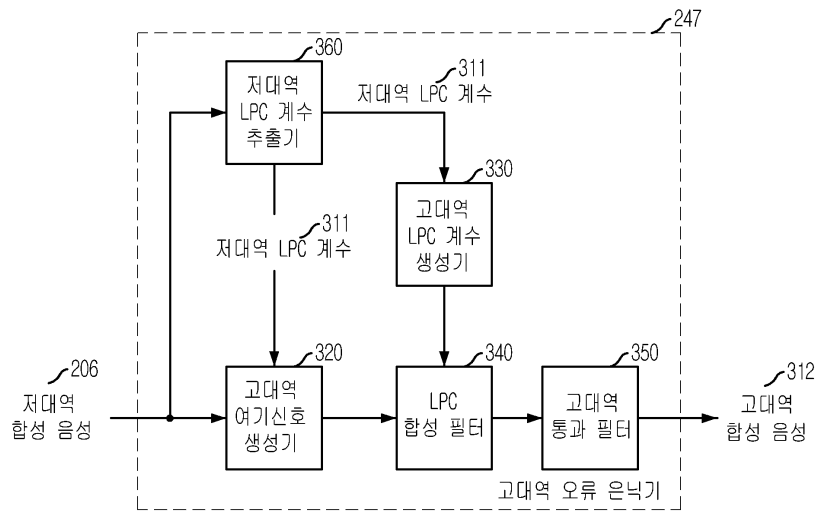 247
360
저대역
LPC 계수
추출기
311
저대역 LPC 계수
330
고대역
LPC 계수
생성기
311
저대역 LPC 계수
206
저대역
합성 음성
320
고대역
여기신호
생성기
340
LPC
합성 필터
350
고대역
통과 필터
312
고대역
합성 음성
고대역 오류 은닉기